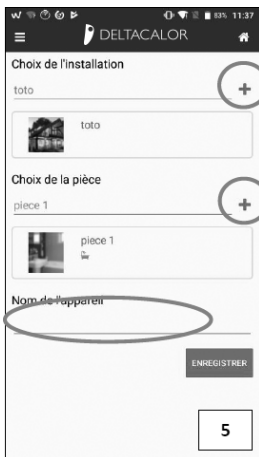 83% 11:37
DELTACALOR
Choix de l'installation
toto
+
toto
Choix de la pièce
piece 1
+
piece 1
Nom de l'appareil
ENREGISTRER
5